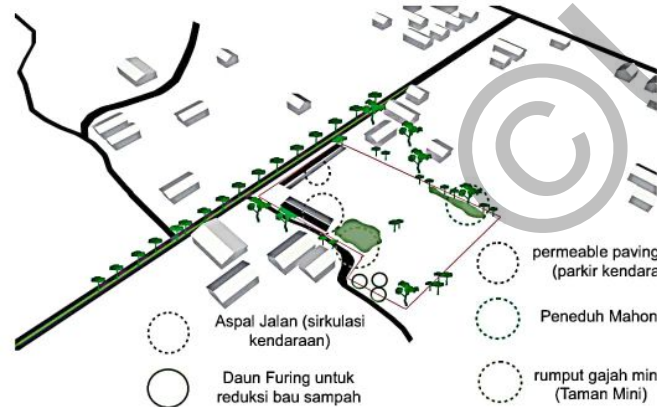 permeable paving
(parkir kendara
Aspal Jalan (sirkulasi
kendaraan)
Peneduh Mahon
Daun Furing untuk
reduksi bau sampah
rumput gajah min
(Taman Mini)